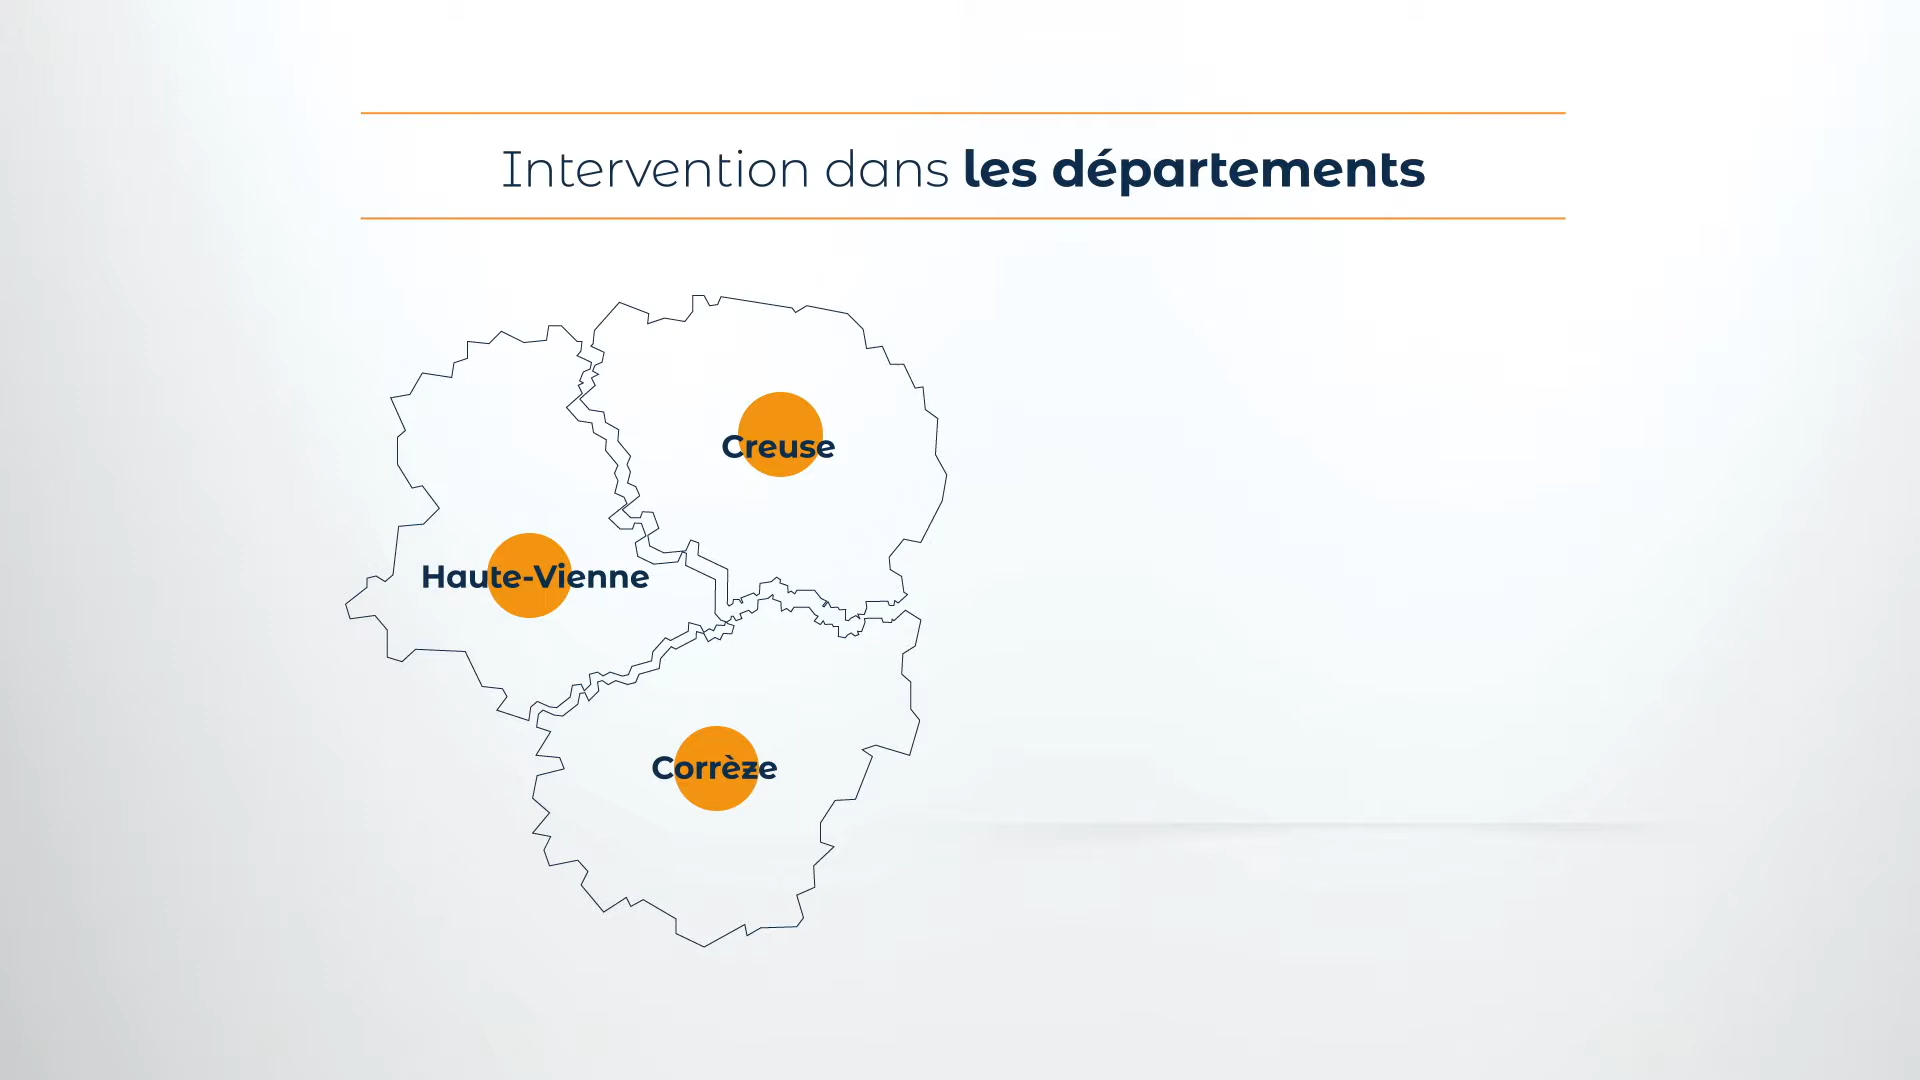 Intervention dans les départements
Creuse
Haute-Vienne
Corrèze